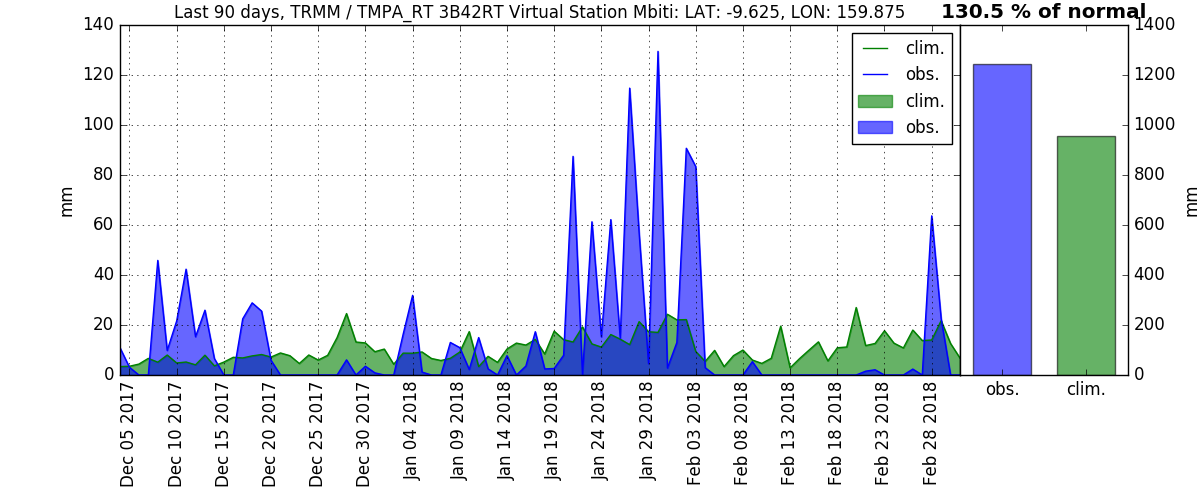 Last 90 days, TRMM / TMPA_RT 3B42RT Virtual Station Mbiti: LAT: -9.625, LON: 159.875
130.5 % of normal
140
120
100
80
60
40
20
0
mm
clim.
obs.
clim.
obs.
1400
1200
1000
800
600
400
200
0
mm
Dec 05 2017
Dec 10 2017
Dec 15 2017
Dec 20 2017
Dec 25 2017
Dec 30 2017
Jan 04 2018
Jan 09 2018
Jan 14 2018
Jan 19 2018
Jan 24 2018
Jan 29 2018
Feb 03 2018
Feb 08 2018
Feb 13 2018
Feb 18 2018
Feb 23 2018
Feb 28 2018
obs.
clim.